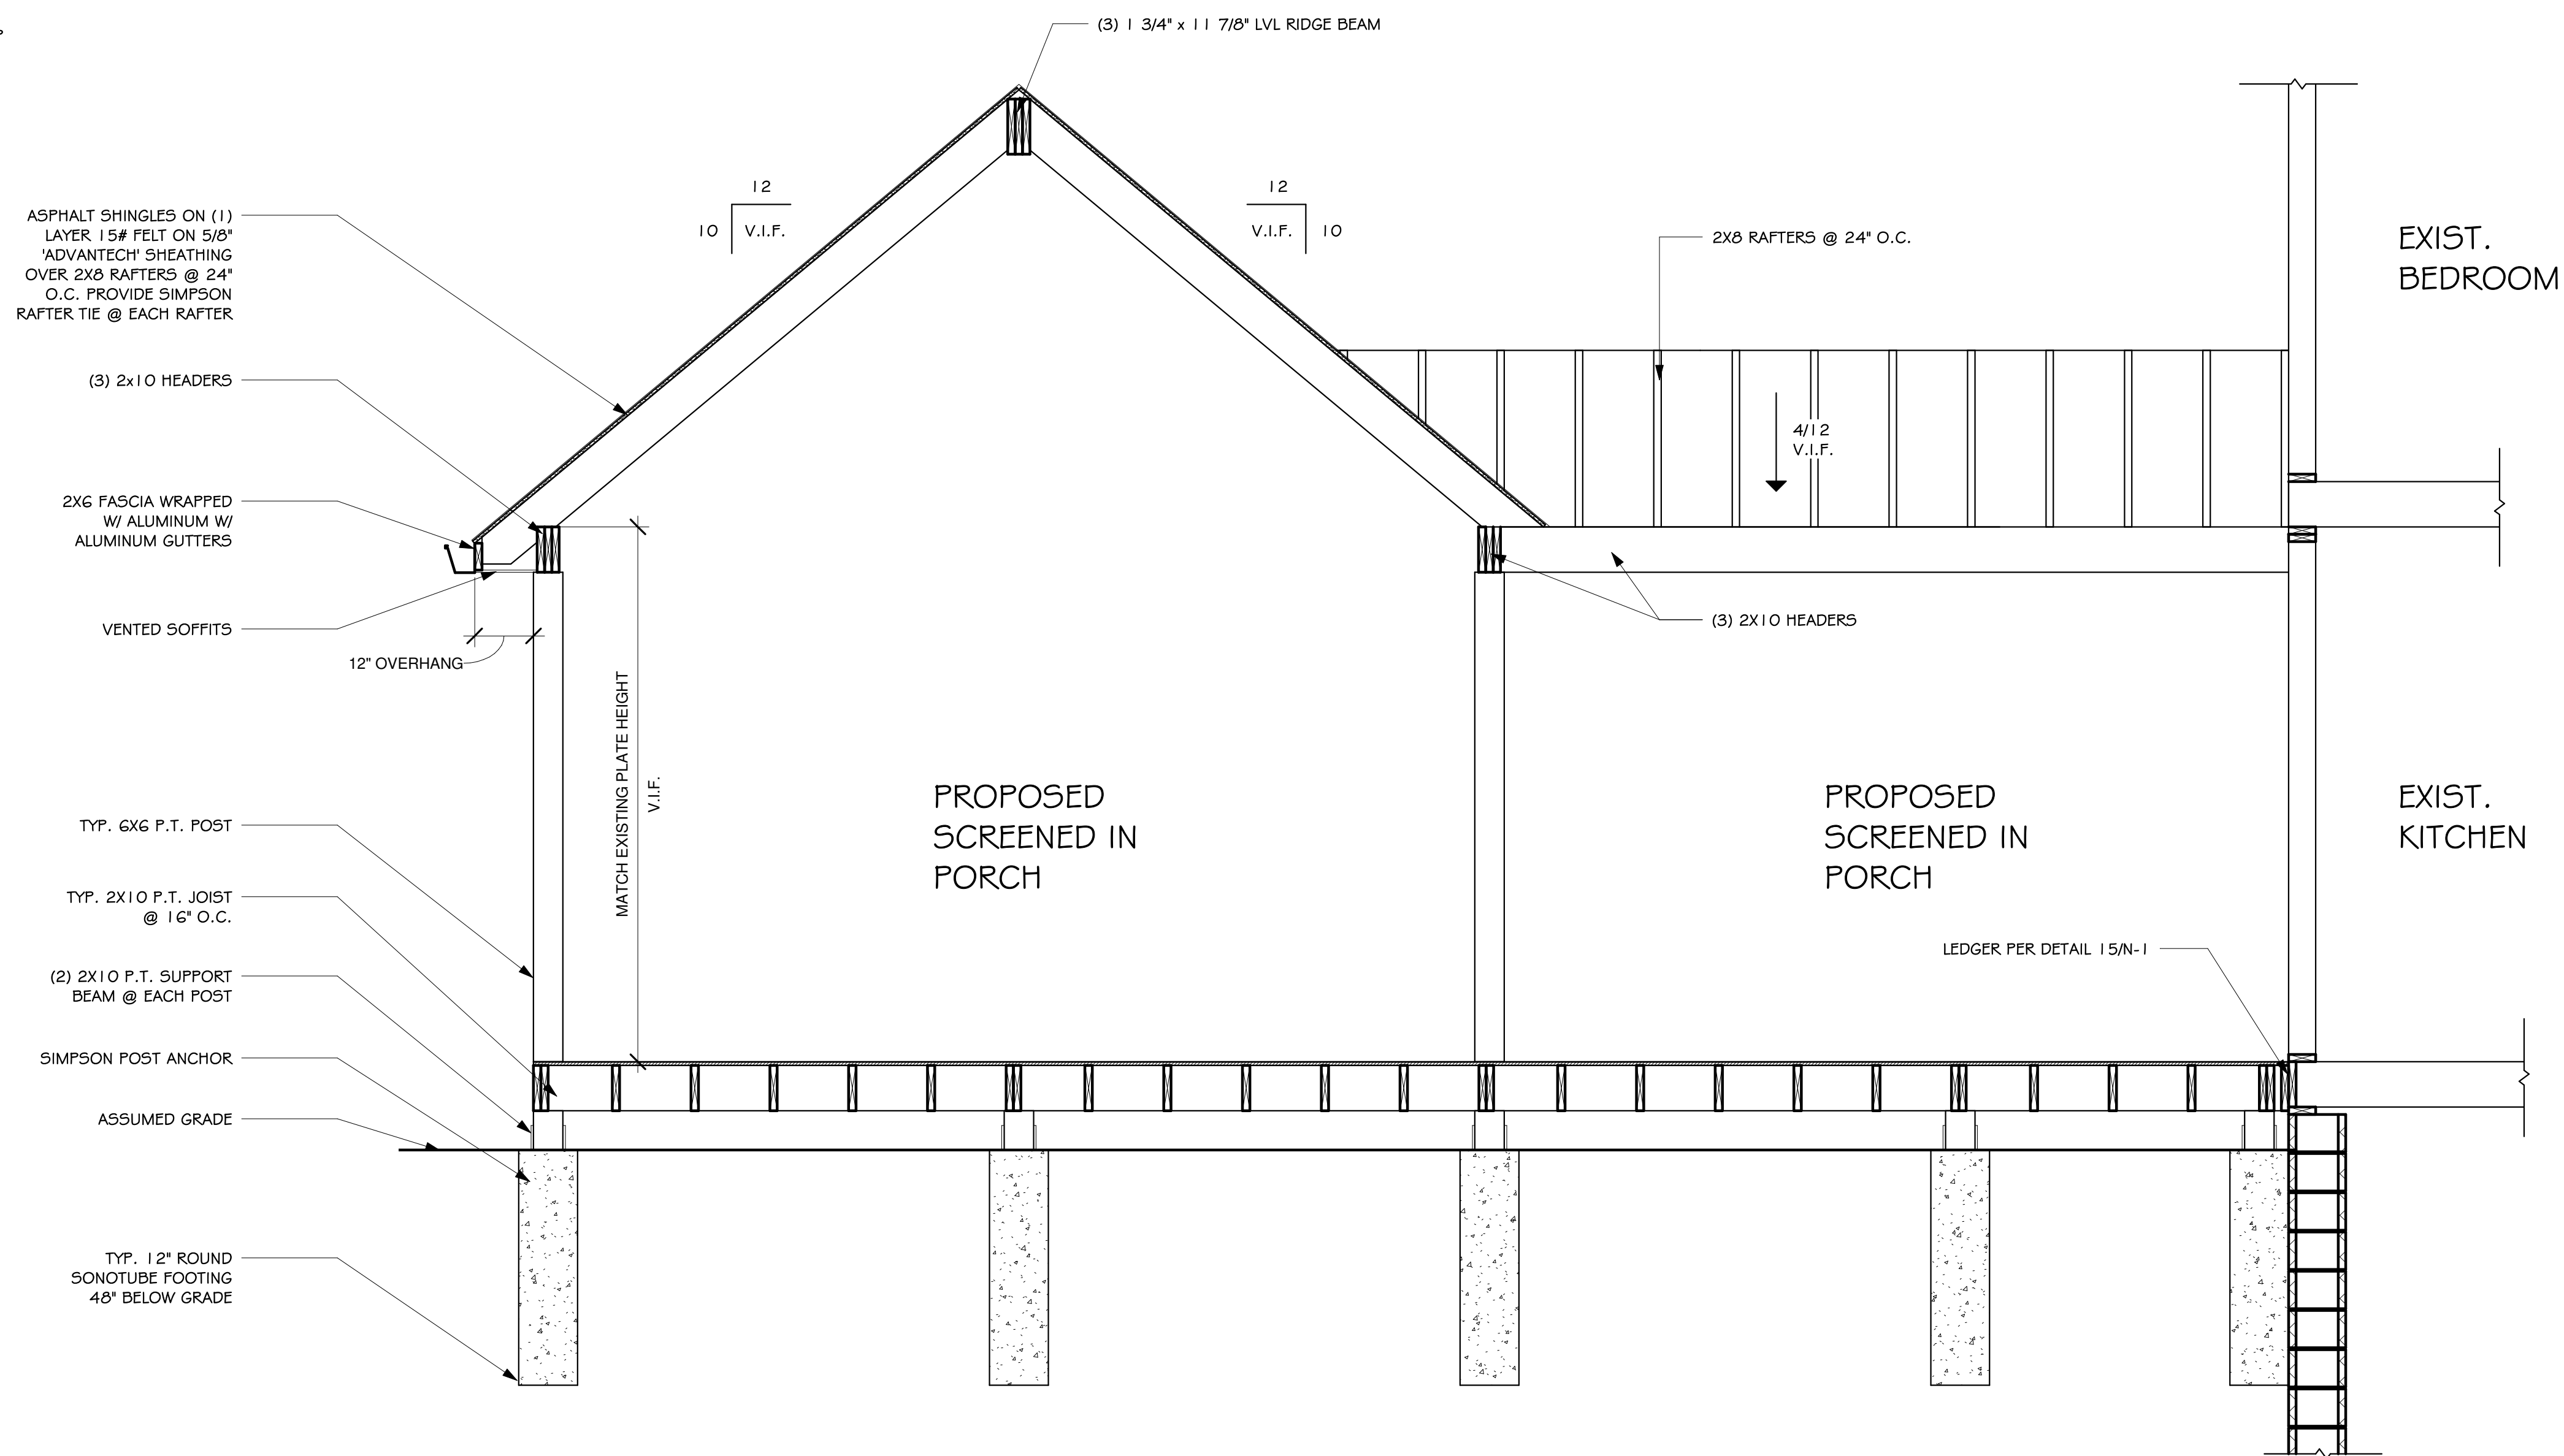 (3) 1 3/4" x 11 7/8" LVL RIDGE BEAM
12
10
V.I.F.
12
V.I.F.
10
ASPHALT SHINGLES ON (1)
LAYER 15# FELT ON 5/8"
'ADVANTECH' SHEATHING
OVER 2X8 RAFTERS @ 24"
O.C. PROVIDE SIMPSON
RAFTER TIE @ EACH RAFTER
2X8 RAFTERS @ 24" O.C.
EXIST.
BEDROOM
(3) 2x10 HEADERS
4/12
V.I.F.
2X6 FASCIA WRAPPED
W/ ALUMINUM W/
ALUMINUM GUTTERS
VENTED SOFFITS
(3) 2X10 HEADERS
12" OVERHANG
MATCH EXISTING PLATE HEIGHT
V.I.F.
PROPOSED
SCREENED IN
PORCH
PROPOSED
SCREENED IN
PORCH
EXIST.
KITCHEN
TYP. 6X6 P.T. POST
TYP. 2X10 P.T. JOIST
@ 16" O.C.
LEDGER PER DETAIL 15/N-1
(2) 2X10 P.T. SUPPORT
BEAM @ EACH POST
SIMPSON POST ANCHOR
ASSUMED GRADE
TYP. 12" ROUND
SONOTUBE FOOTING
48" BELOW GRADE